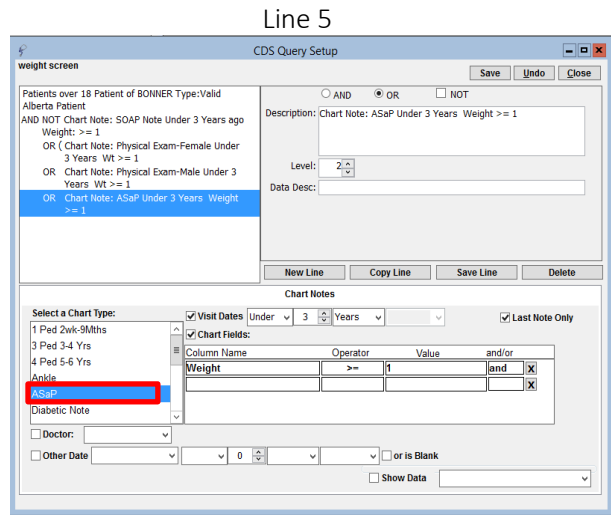 Line 5
CDS Query Setup
weight screen
Save Undo Close
Patients over 18 Patient of BONNER Type:Valid
Alberta Patient
AND NOT Chart Note: SOAP Note Under 3 Years ago
Weight: >= 1
OR ( Chart Note: Physical Exam-Female Under
3 Years Wt >= 1
OR Chart Note: Physical Exam-Male Under 3
Years Wt >= 1
OR Chart Note: ASaP Under 3 Years Weight
>= 1
AND OR NOT
Description: Chart Note: ASaP Under 3 Years Weight >= 1
Level: 2
Data Desc:
New Line Copy Line Save Line Delete
Chart Notes
Select a Chart Type:
1 Ped 2wk-9Mths
3 Ped 3-4 Yrs
4 Ped 5-6 Yrs
Ankle
ASaP
Diabetic Note
Visit Dates Under 3 Years Last Note Only
Chart Fields:
Column Name Operator Value and/or
Weight >= 1 and X
X
Doctor:
Other Date 0 or is Blank
Show Data